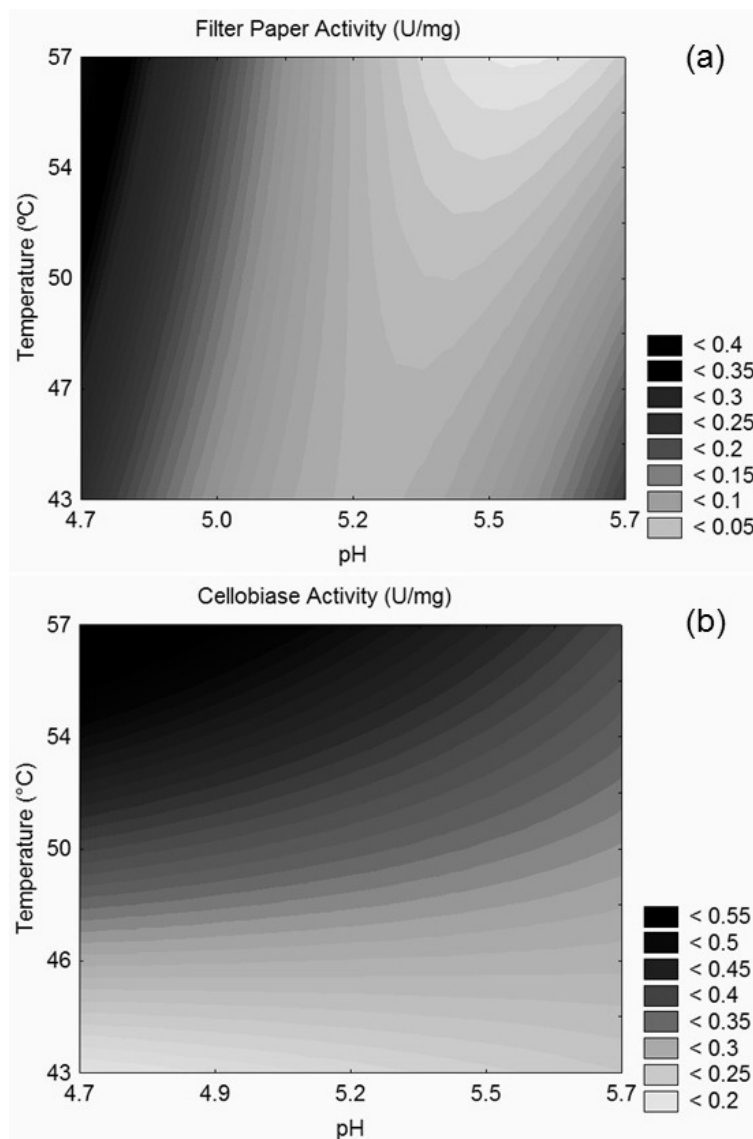 Filter Paper Activity (U/mg)
(a)
57
54
50
47
43
Temperature (ºC)
4.7 5.0 5.2 5.5 5.7
pH
< 0.4
< 0.35
< 0.3
< 0.25
< 0.2
< 0.15
< 0.1
< 0.05
Cellobiase Activity (U/mg)
(b)
57
54
50
46
43
Temperature (°C)
4.7 4.9 5.2 5.5 5.7
pH
< 0.55
< 0.5
< 0.45
< 0.4
< 0.35
< 0.3
< 0.25
< 0.2